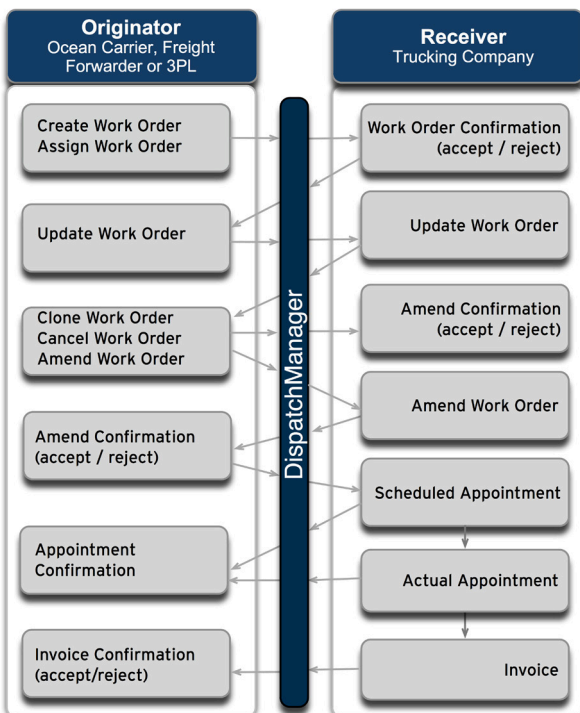 Originator
Ocean Carrier, Freight
Forwarder or 3PL
Receiver
Trucking Company
Create Work Order
Assign Work Order
Work Order Confirmation
(accept / reject)
Update Work Order
Update Work Order
Clone Work Order
Cancel Work Order
Amend Work Order
Amend Confirmation
(accept / reject)
Amend Work Order
Amend Confirmation
(accept / reject)
Scheduled Appointment
Appointment
Confirmation
Actual Appointment
Invoice Confirmation
(accept/reject)
Invoice
DispatchManager